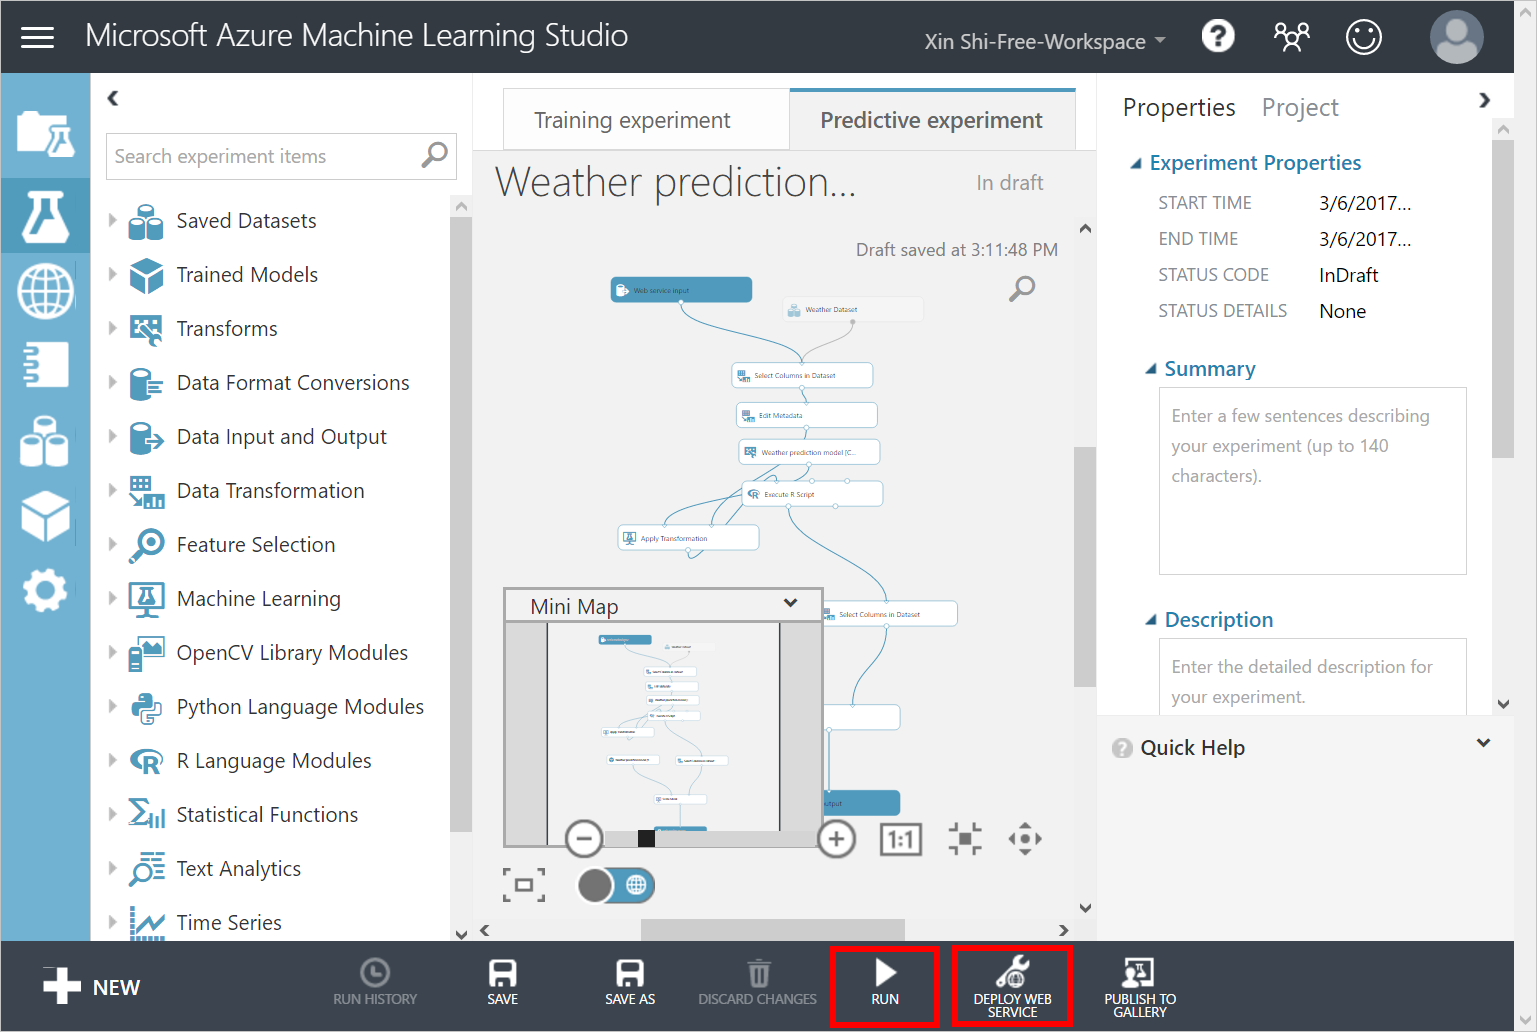 Microsoft Azure Machine Learning Studio
Xin Shi-Free-Workspace
?
Search experiment items
Saved Datasets
Trained Models
Transforms
Data Format Conversions
Data Input and Output
Data Transformation
Feature Selection
Machine Learning
OpenCV Library Modules
Python Language Modules
R Language Modules
Statistical Functions
Text Analytics
Time Series
Training experiment
Predictive experiment
Weather prediction...
In draft
Draft saved at 3:11:48 PM
Web service input
Weather Dataset
Select Columns in Dataset
Edit Metadata
Weather prediction model [C...
Execute R Script
Apply Transformation
Select Columns in Dataset
output
Mini Map
1:1
Properties
Project
Experiment Properties
START TIME 3/6/2017...
END TIME 3/6/2017...
STATUS CODE InDraft
STATUS DETAILS None
Summary
Enter a few sentences describing
your experiment (up to 140
characters).
Description
Enter the detailed description for
your experiment.
? Quick Help
NEW
RUN HISTORY
SAVE
SAVE AS
DISCARD CHANGES
RUN
DEPLOY WEB
SERVICE
PUBLISH TO
GALLERY